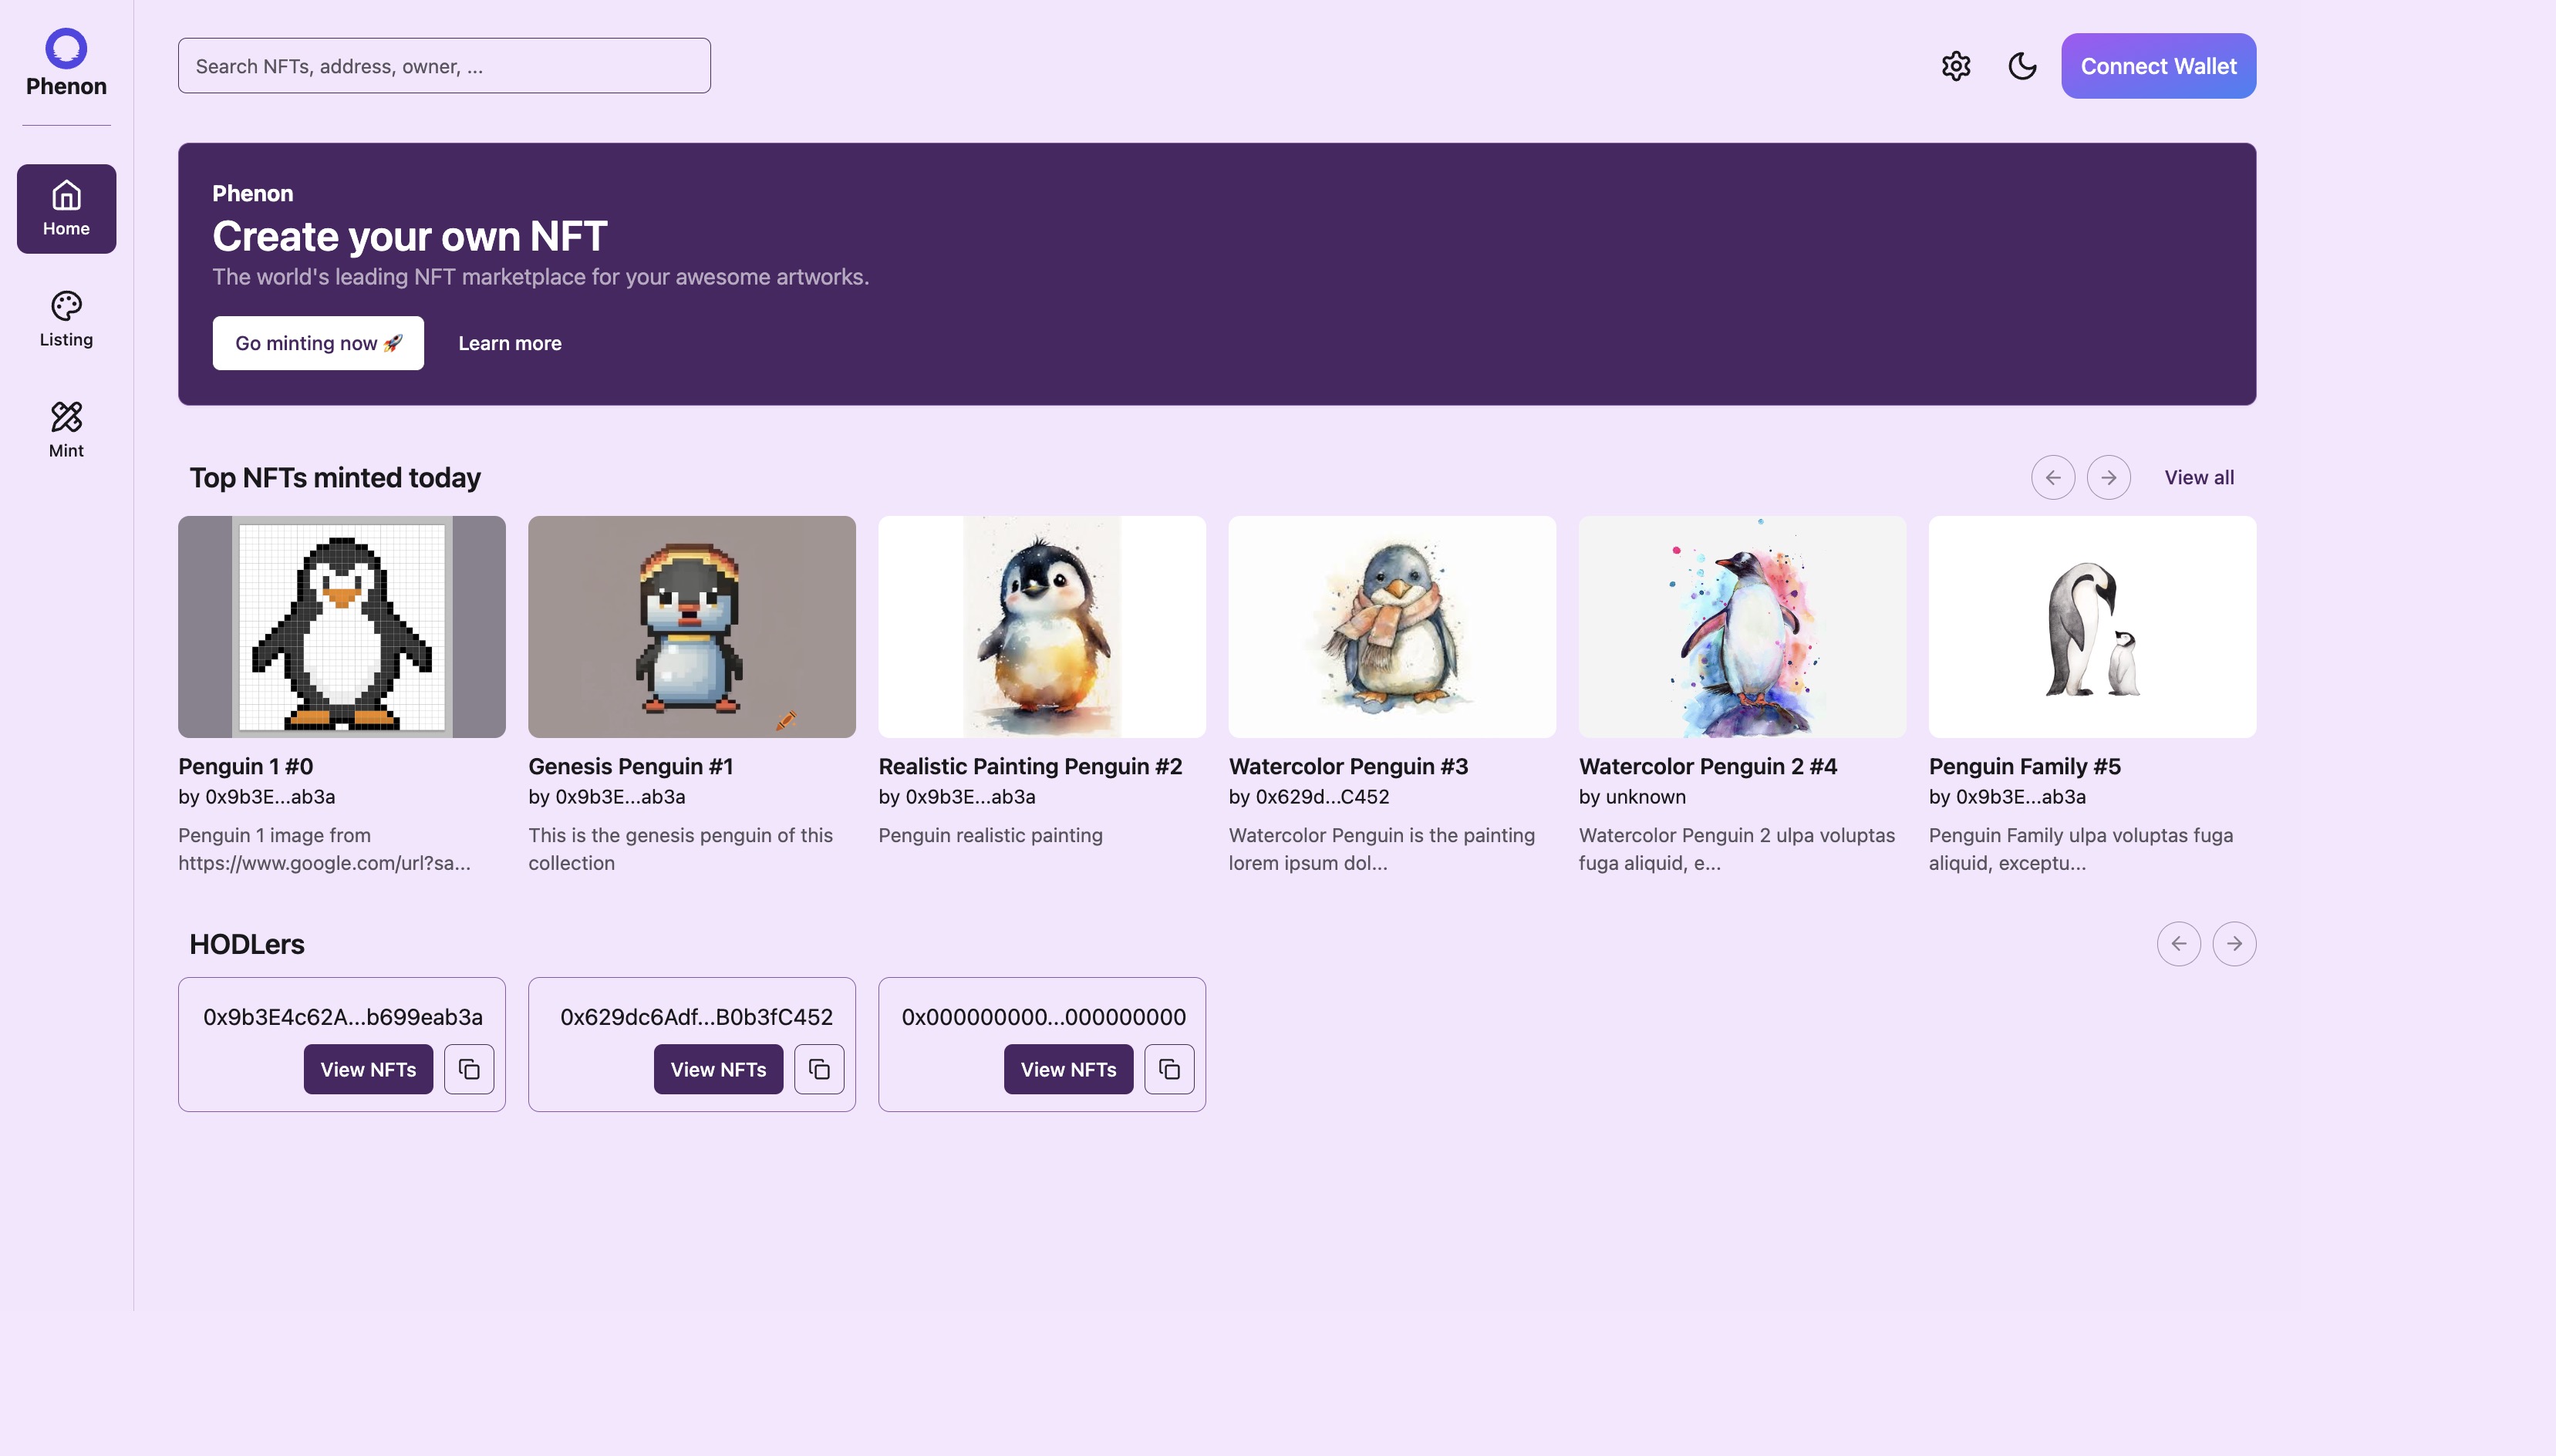 Phenon
Search NFTs, address, owner, ...
Connect Wallet
Home
Listing
Mint
Phenon
Create your own NFT
The world's leading NFT marketplace for your awesome artworks.
Go minting now 🚀
Learn more
Top NFTs minted today
View all
Penguin 1 #0
by 0x9b3E...ab3a
Penguin 1 image from
https://www.google.com/url?sa...
Genesis Penguin #1
by 0x9b3E...ab3a
This is the genesis penguin of this
collection
Realistic Painting Penguin #2
by 0x9b3E...ab3a
Penguin realistic painting
Watercolor Penguin #3
by 0x629d...C452
Watercolor Penguin is the painting
lorem ipsum dol...
Watercolor Penguin 2 #4
by unknown
Watercolor Penguin 2 ulpa voluptas
fuga aliquid, e...
Penguin Family #5
by 0x9b3E...ab3a
Penguin Family ulpa voluptas fuga
aliquid, exceptu...
HODLers
0x9b3E4c62A...b699eab3a
View NFTs
0x629dc6Adf...B0b3fC452
View NFTs
0x000000000...000000000
View NFTs